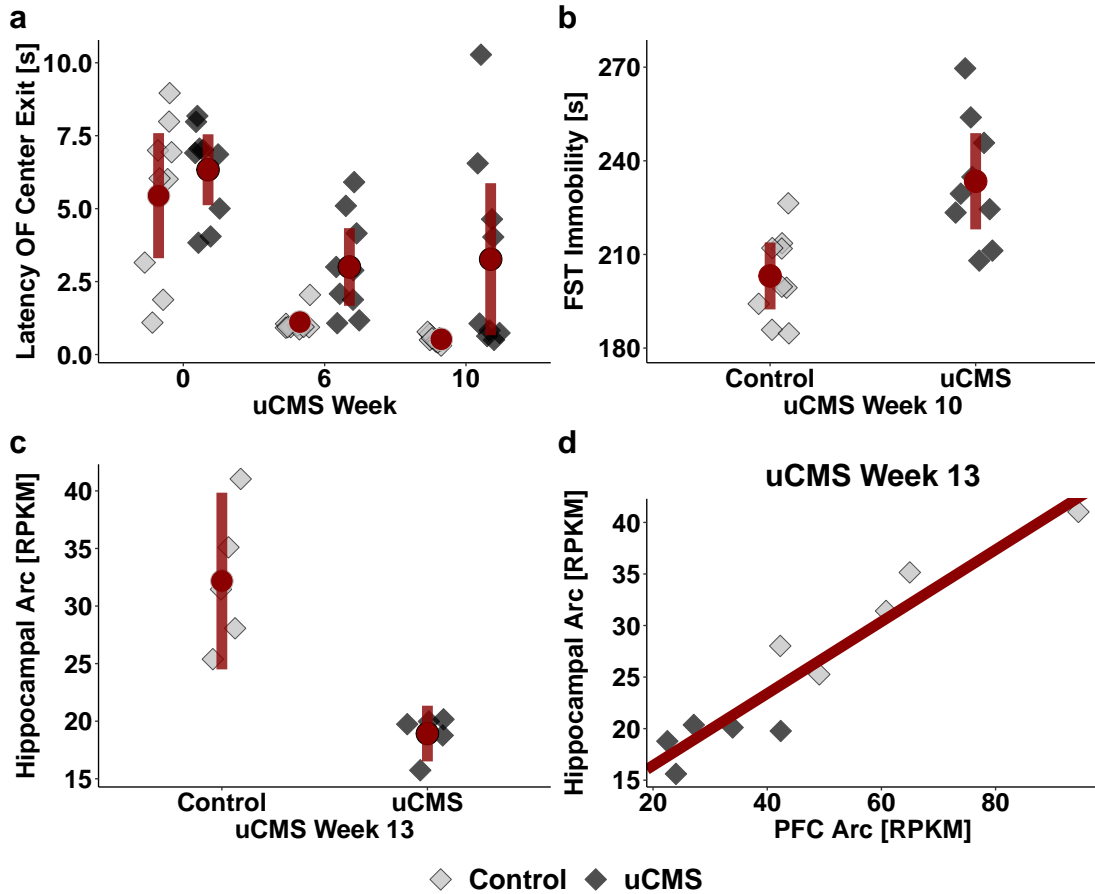 a
Latency OF Center Exit [s]
10.0
7.5
5.0
2.5
0.0
0 6 10
uCMS Week
b
FST Immobility [s]
270
240
210
180
Control uCMS
uCMS Week 10
c
Hippocampal Arc [RPKM]
40
35
30
25
20
15
Control uCMS
uCMS Week 13
d
uCMS Week 13
Hippocampal Arc [RPKM]
40
35
30
25
20
15
20 40 60 80
PFC Arc [RPKM]
Control uCMS